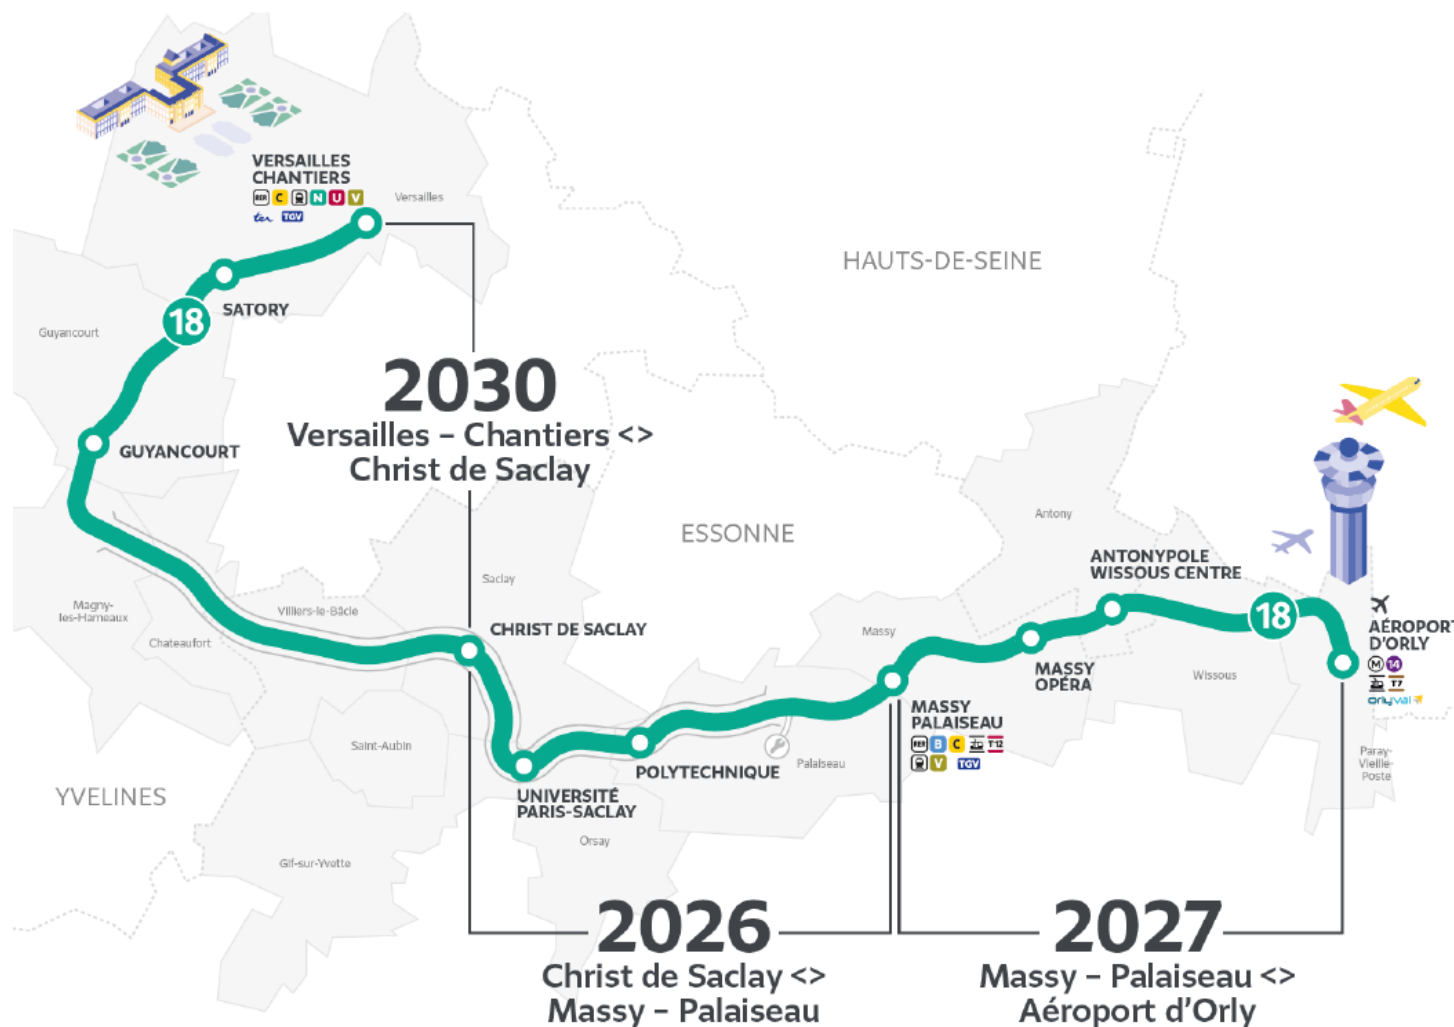 VERSAILLES
CHANTIERS
RER C N U V
ter TGV
Versailles
SATORY
18
Guyancourt
GUYANCOURT
HAUTS-DE-SEINE
2030
Versailles – Chantiers <>
Christ de Saclay
ESSONNE
Antony
ANTONYPOLE
WISSOUS CENTRE
18
AÉROPORT
D'ORLY
M 14
T7
orlyval
Saclay
Magny-
les-Hameaux
Chateaufort
Villiers-le-Bâcle
CHRIST DE SACLAY
Massy
MASSY
OPÉRA
Wissous
MASSY
PALAISEAU
RER B C T12
V TGV
Saint-Aubin
POLYTECHNIQUE
Palaiseau
Paray-
Vieille-
Poste
YVELINES
UNIVERSITÉ
PARIS-SACLAY
Orsay
Gif-sur-Yvette
2026
Christ de Saclay <>
Massy – Palaiseau
2027
Massy – Palaiseau <>
Aéroport d'Orly